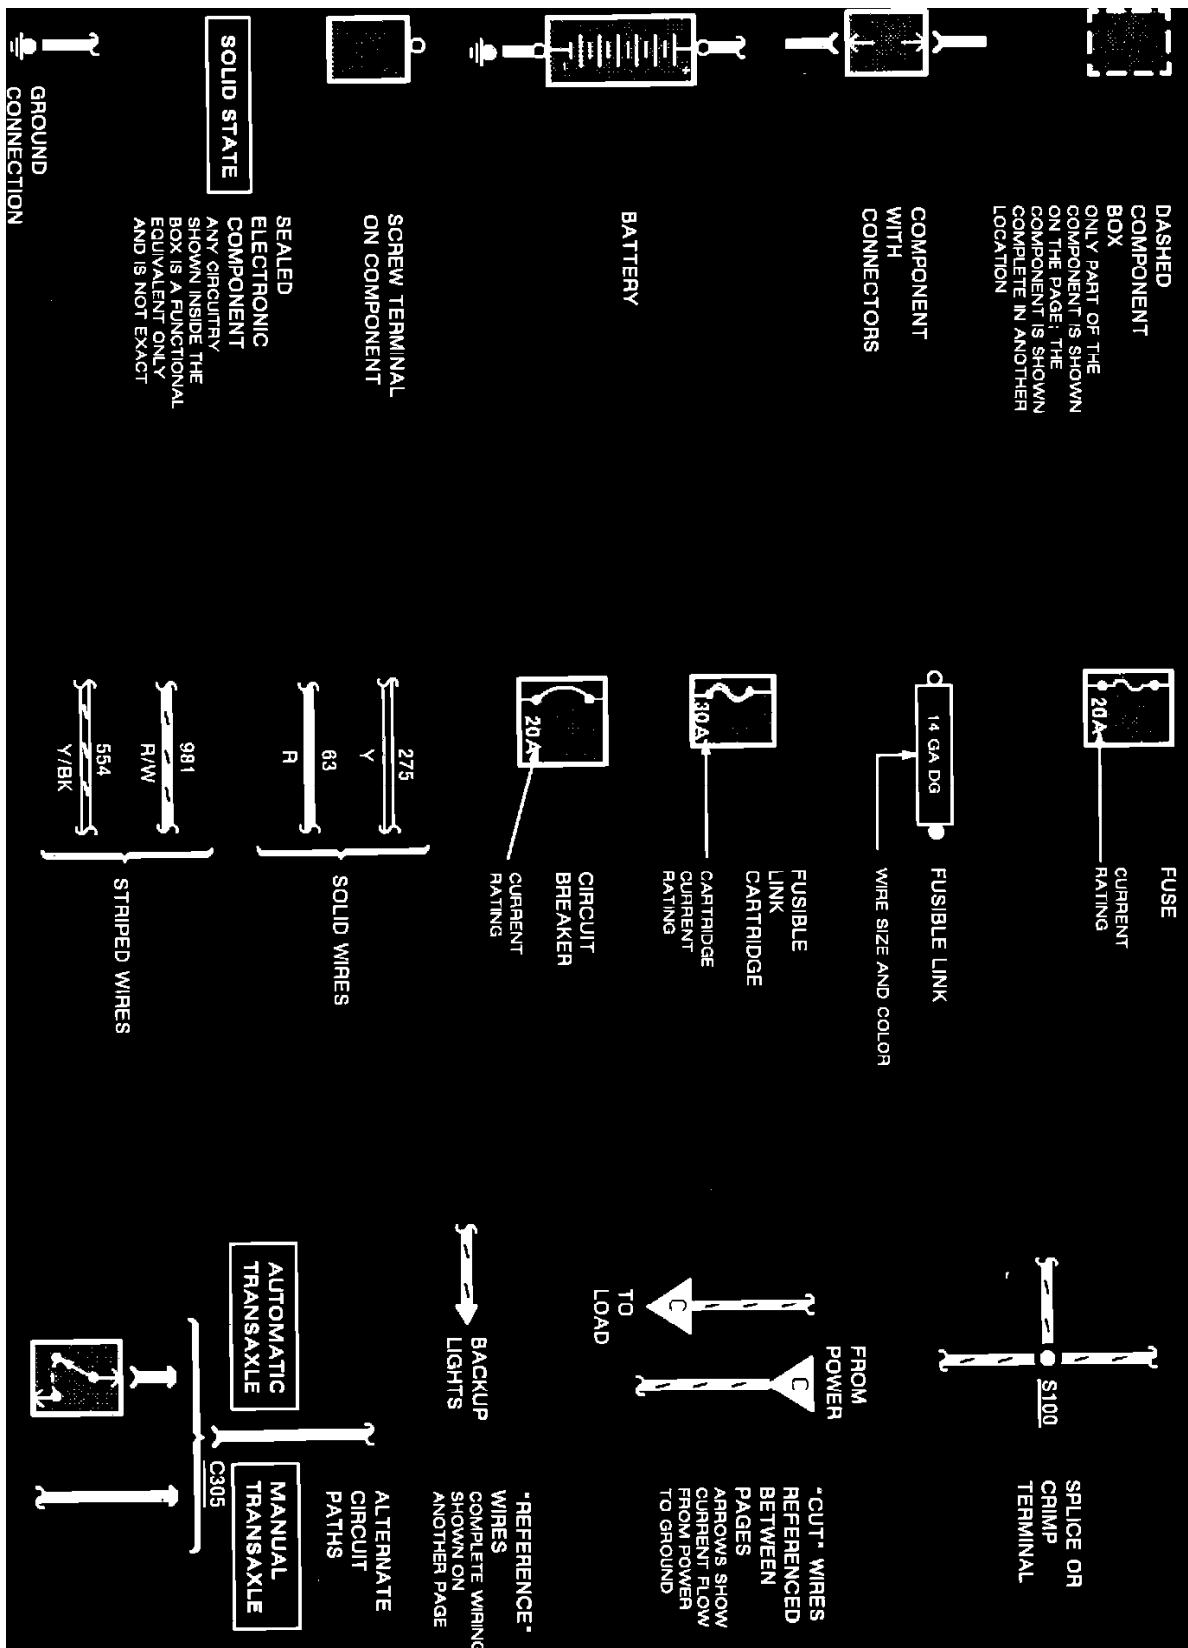 DASHED
COMPONENT
BOX
ONLY PART OF THE
COMPONENT IS SHOWN
ON THE PAGE; THE
COMPONENT IS SHOWN
COMPLETE IN ANOTHER
LOCATION
COMPONENT
WITH
CONNECTORS
+
-
BATTERY
SCREW TERMINAL
ON COMPONENT
SOLID STATE
SEALED
ELECTRONIC
COMPONENT
ANY CIRCUITRY
SHOWN INSIDE THE
BOX IS A FUNCTIONAL
EQUIVALENT ONLY
AND IS NOT EXACT
GROUND
CONNECTION
20A
FUSE
CURRENT
RATING
14 GA DG
FUSIBLE LINK
WIRE SIZE AND COLOR
30A
FUSIBLE
LINK
CARTRIDGE
CARTRIDGE
CURRENT
RATING
20A
CIRCUIT
BREAKER
CURRENT
RATING
275
Y
63
R
SOLID WIRES
981
R/W
554
Y/BK
STRIPED WIRES
S100
SPLICE OR
CRIMP
TERMINAL
FROM
POWER
C
C
TO
LOAD
"CUT" WIRES
REFERENCED
BETWEEN
PAGES
ARROWS SHOW
CURRENT FLOW
FROM POWER
TO GROUND
BACKUP
LIGHTS
"REFERENCE"
WIRES
COMPLETE WIRING
SHOWN ON
ANOTHER PAGE
ALTERNATE
CIRCUIT
PATHS
AUTOMATIC
TRANSAXLE
MANUAL
TRANSAXLE
C305